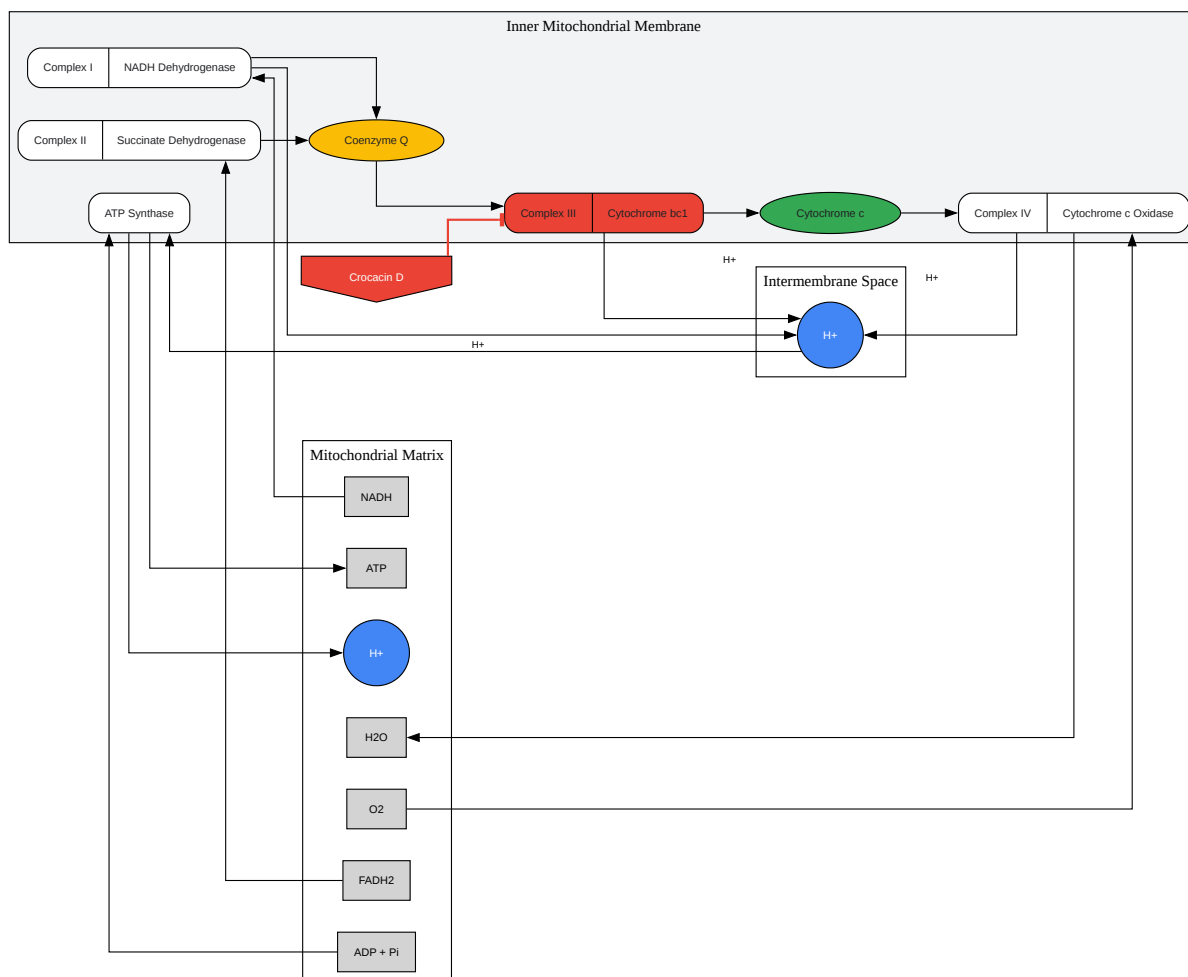 Inner Mitochondrial Membrane
Complex I
NADH Dehydrogenase
Complex II
Succinate Dehydrogenase
Coenzyme Q
ATP Synthase
Complex III
Cytochrome bc1
Cytochrome c
Complex IV
Cytochrome c Oxidase
Crocacin D
H+
H+
Intermembrane Space
H+
H+
Mitochondrial Matrix
NADH
ATP
H+
H2O
O2
FADH2
ADP + Pi